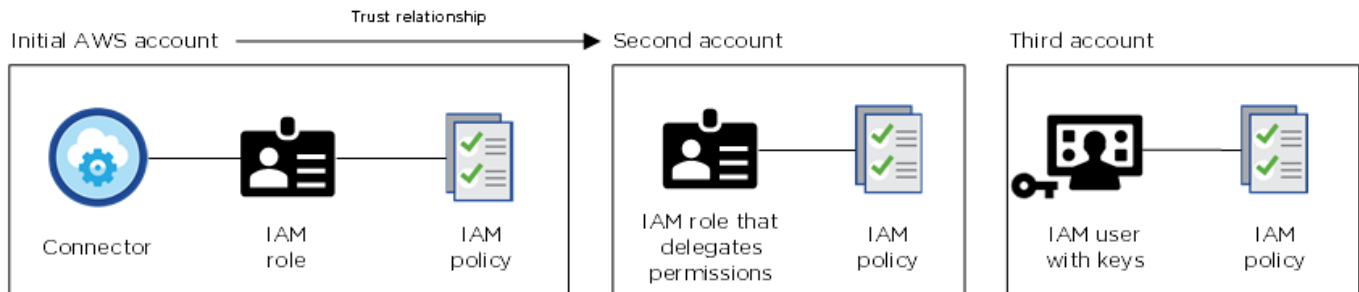 Trust relationship
Initial AWS account
Second account
Third account
Connector
IAM
role
IAM
policy
IAM role that
delegates
permissions
IAM
policy
IAM user
with keys
IAM
policy